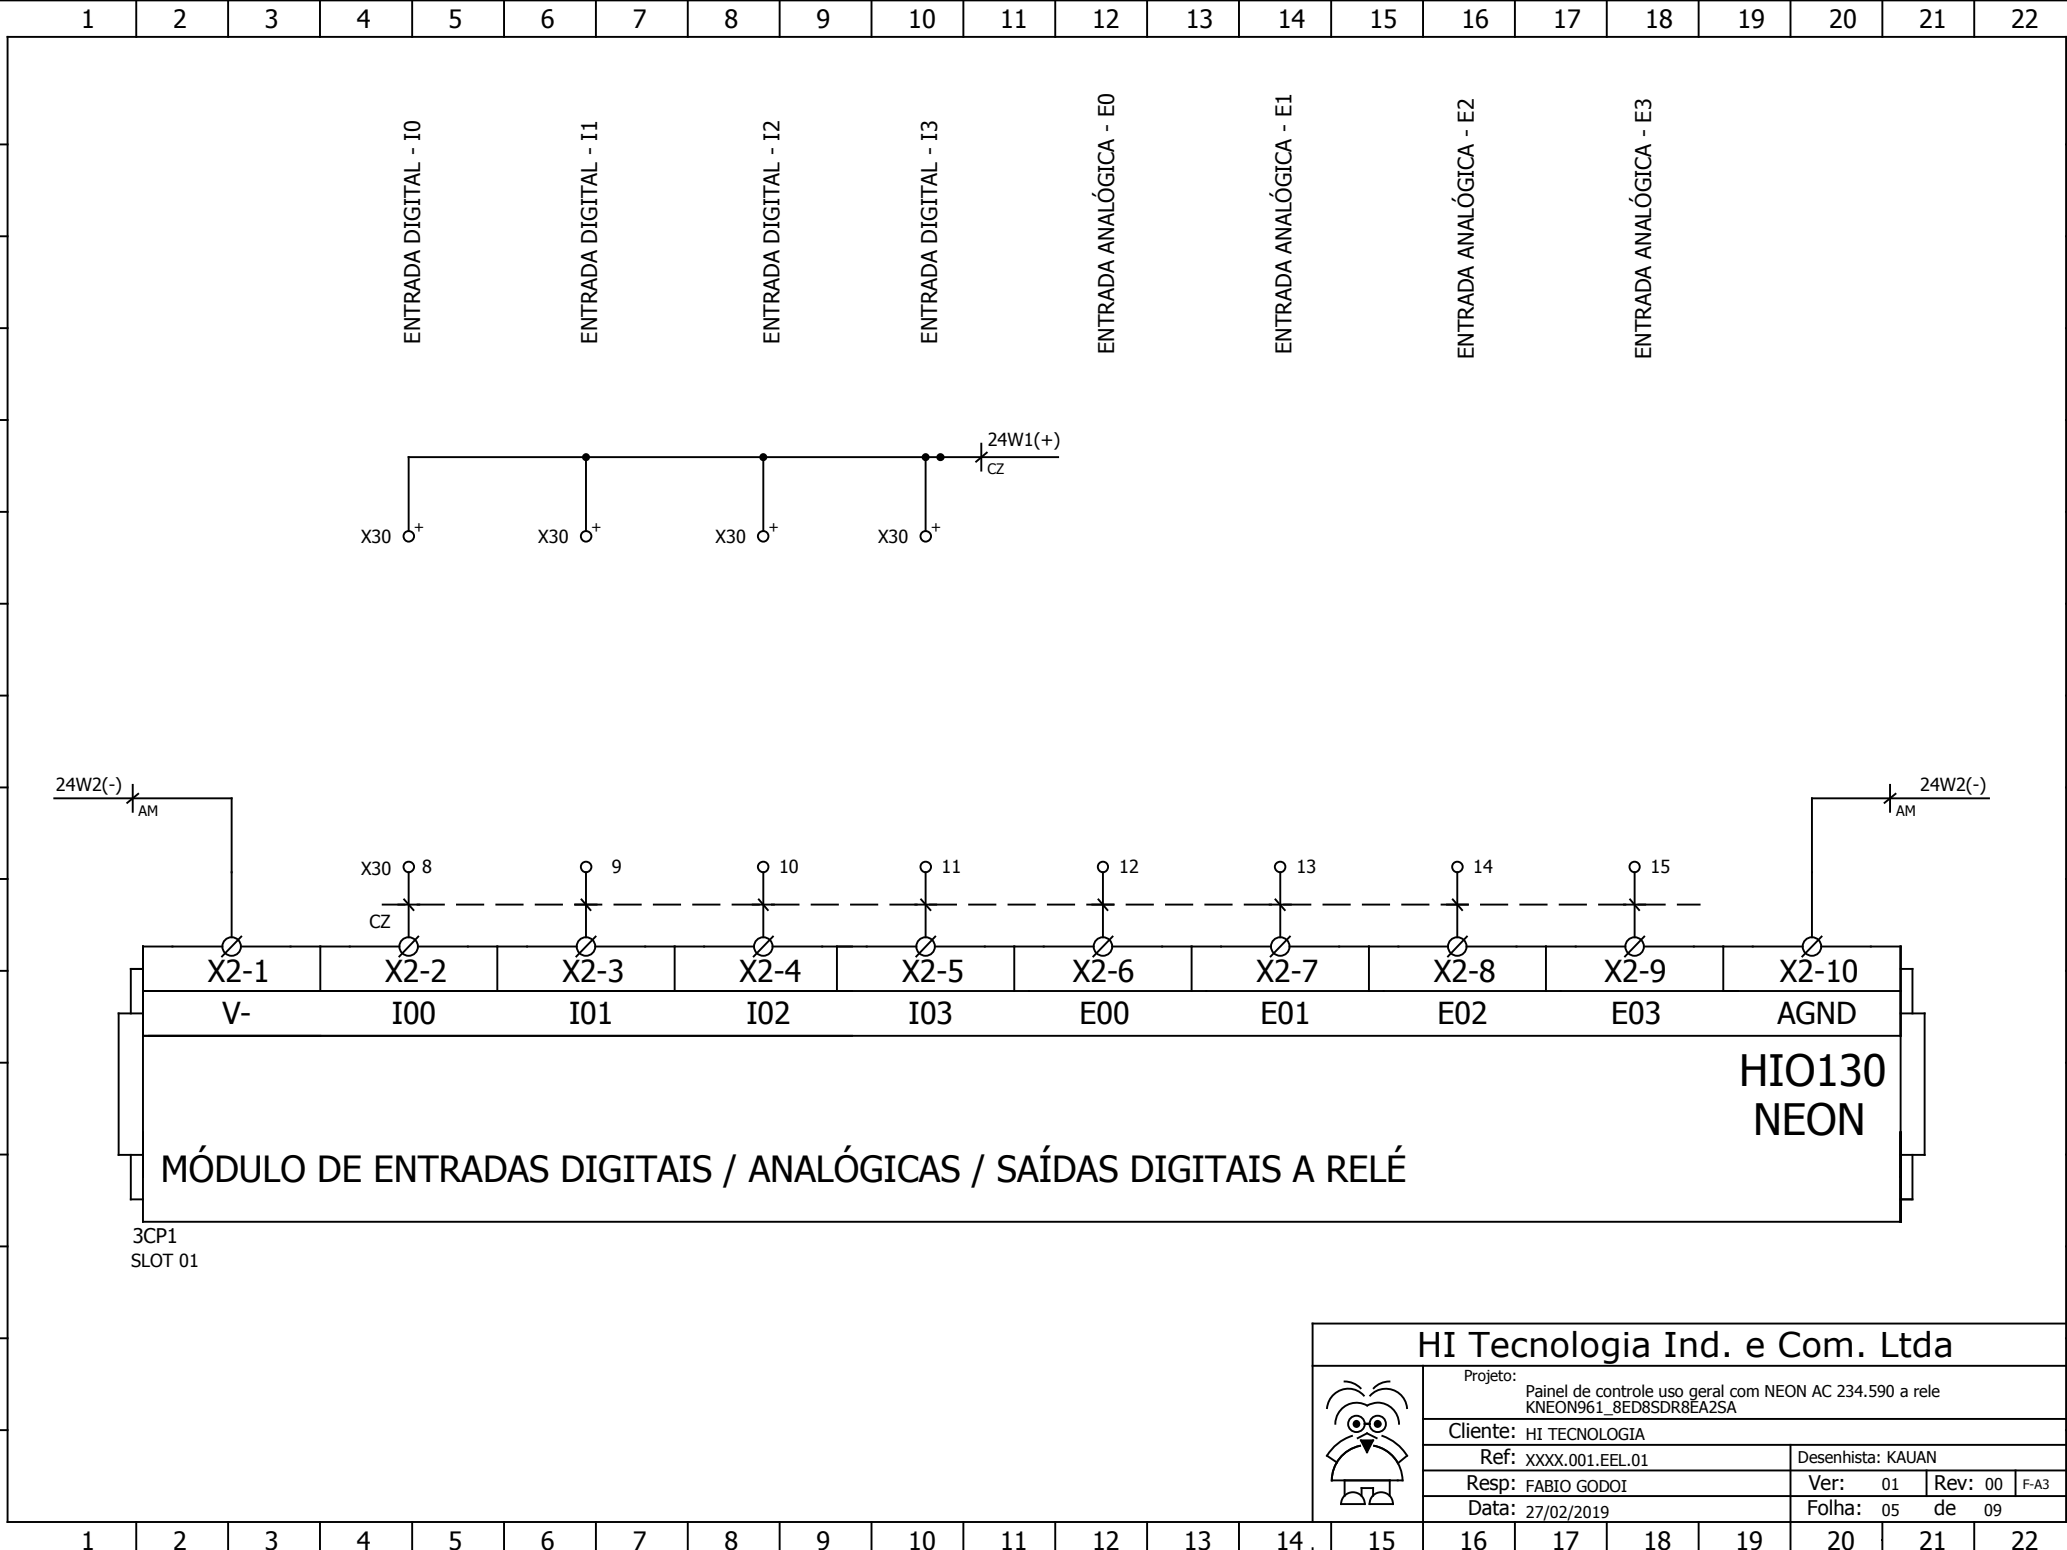 1 2 3 4 5 6 7 8 9 10 11 12 13 14 15 16 17 18 19 20 21 22
ENTRADA DIGITAL - I0
ENTRADA DIGITAL - I1
ENTRADA DIGITAL - I2
ENTRADA DIGITAL - I3
ENTRADA ANALÓGICA - E0
ENTRADA ANALÓGICA - E1
ENTRADA ANALÓGICA - E2
ENTRADA ANALÓGICA - E3
24W1(+)
CZ
X30 + X30 + X30 + X30 +
24W2(-) 24W2(-)
AM AM
X30 8 9 10 11 12 13 14 15
CZ
X2-1 X2-2 X2-3 X2-4 X2-5 X2-6 X2-7 X2-8 X2-9 X2-10
V- I00 I01 I02 I03 E00 E01 E02 E03 AGND
HIO130
NEON
MÓDULO DE ENTRADAS DIGITAIS / ANALÓGICAS / SAÍDAS DIGITAIS A RELÉ
3CP1
SLOT 01
HI Tecnologia Ind. e Com. Ltda
Projeto:
Painel de controle uso geral com NEON AC 234.590 a rele
KNEON961_8ED8SDR8EA2SA
Cliente: HI TECNOLOGIA
Ref: XXXX.001.EEL.01 Desenhista: KAUAN
Resp: FABIO GODOI Ver: 01 Rev: 00 F-A3
Data: 27/02/2019 Folha: 05 de 09
1 2 3 4 5 6 7 8 9 10 11 12 13 14 . 15 16 17 18 19 20 21 22